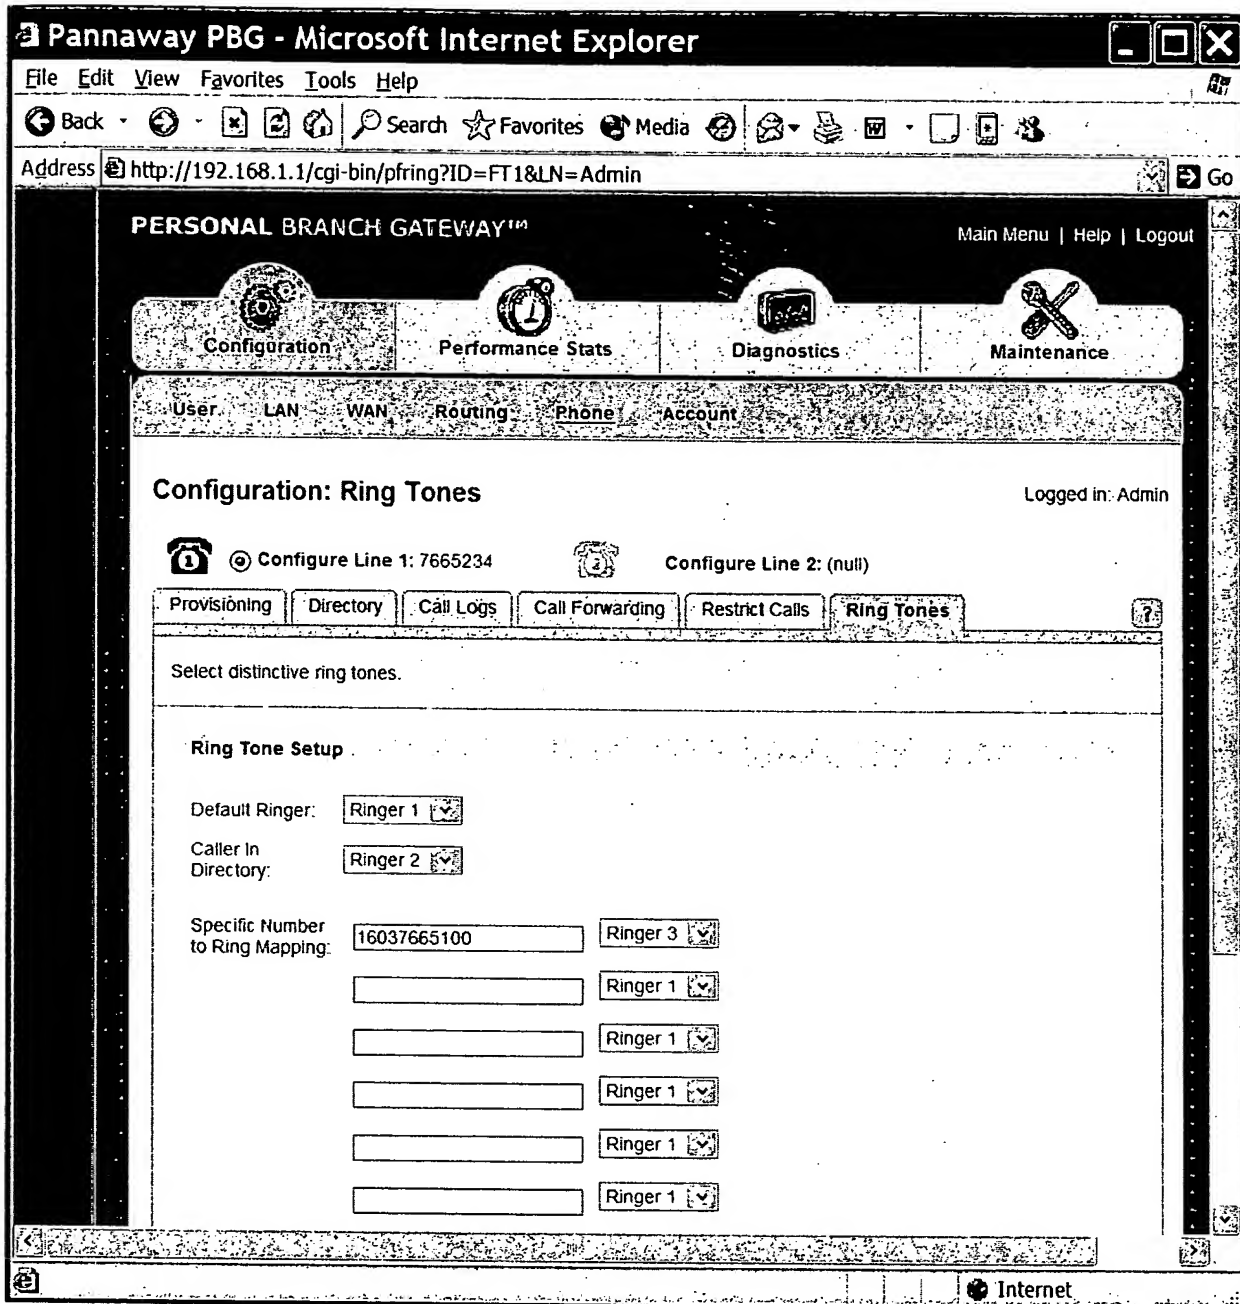 Pannaway PBG - Microsoft Internet Explorer
File Edit View Favorites Tools Help
Back Search Favorites Media
Address http://192.168.1.1/cgi-bin/pfring?ID=FT1&LN=Admin Go
PERSONAL BRANCH GATEWAY™
Main Menu | Help | Logout
Configuration Performance Stats Diagnostics Maintenance
User LAN WAN Routing Phone Account
Configuration: Ring Tones
Logged in: Admin
1 Configure Line 1: 7665234 2 Configure Line 2: (null)
Provisioning Directory Call Logs Call Forwarding Restrict Calls Ring Tones ?
Select distinctive ring tones.
Ring Tone Setup
Default Ringer: Ringer 1
Caller In
Directory: Ringer 2
Specific Number
to Ring Mapping: 16037665100 Ringer 3
Ringer 1
Ringer 1
Ringer 1
Ringer 1
Ringer 1
Internet